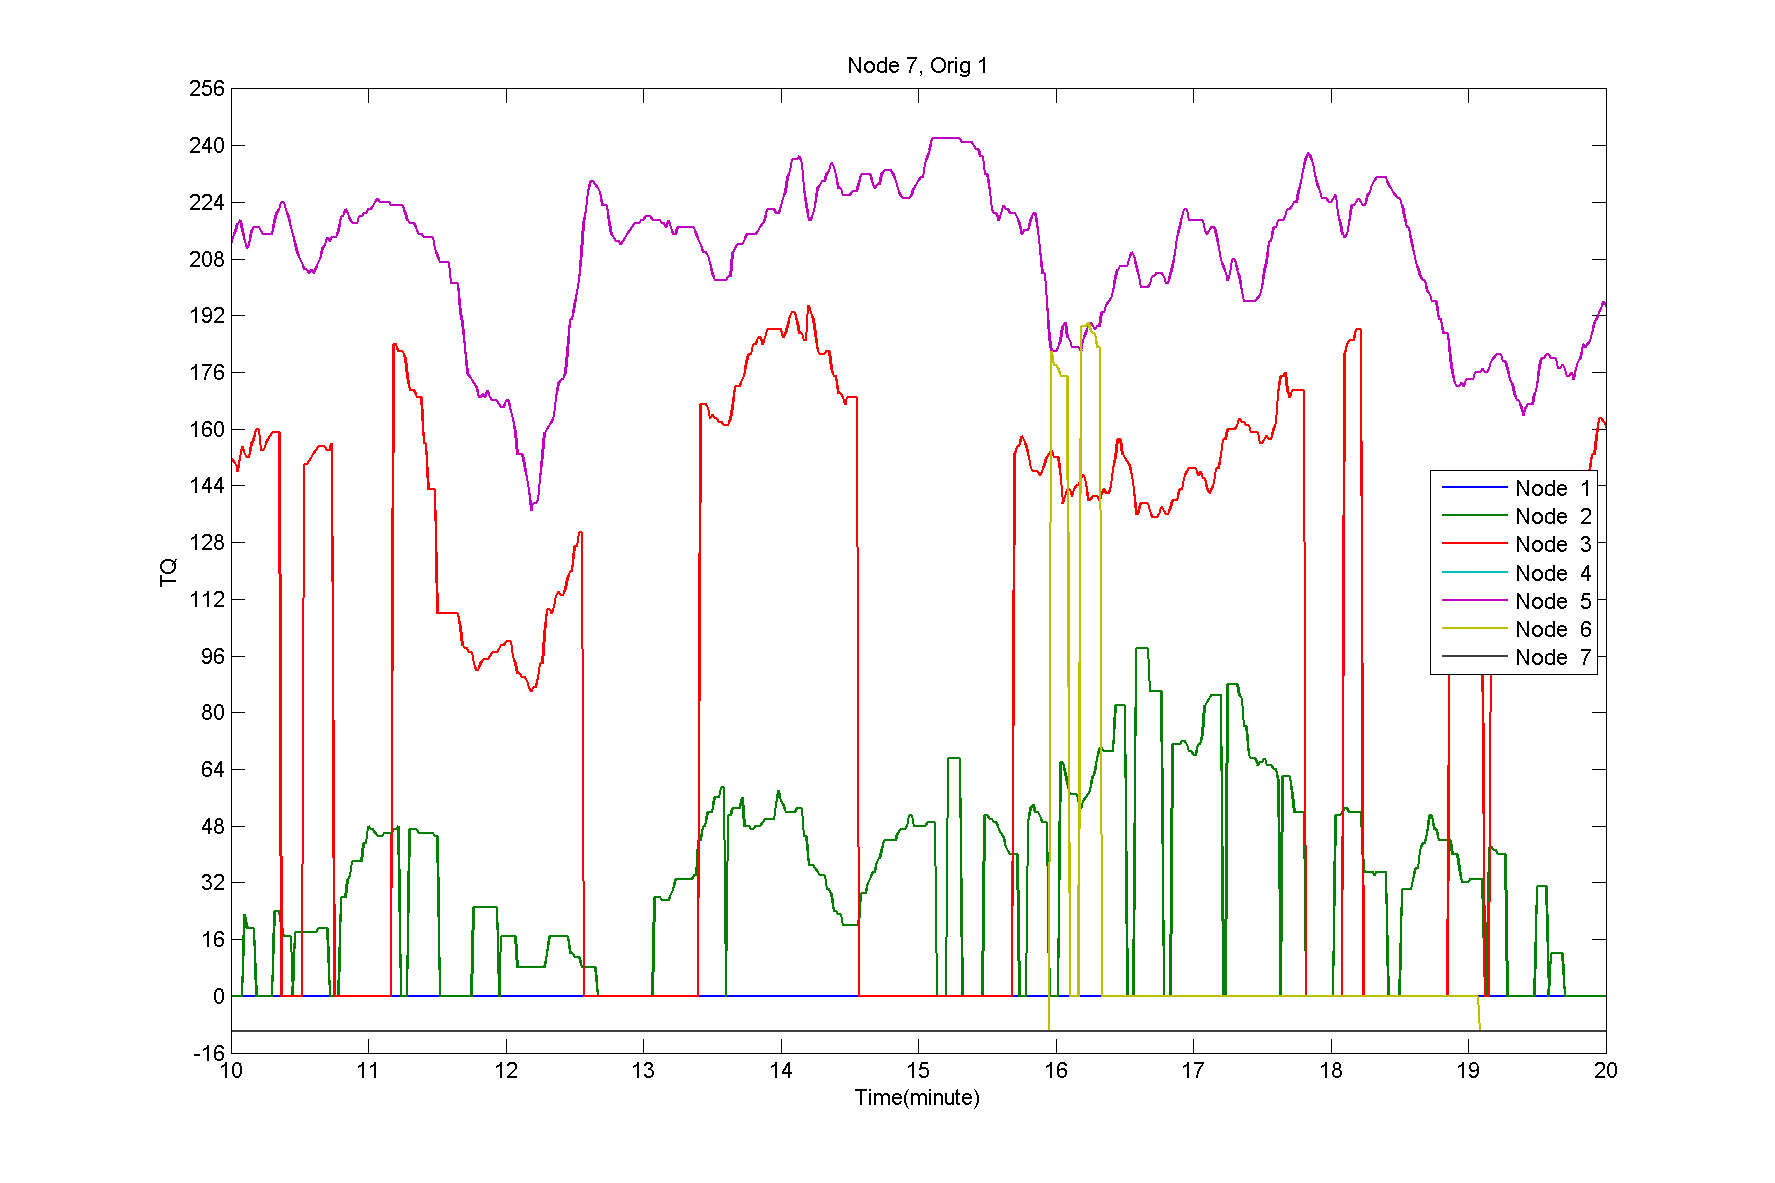 Node 7, Orig 1
256
240
224
208
192
176
160
144
128
112
96
80
64
48
32
16
0
-16
TQ
Node 1
Node 2
Node 3
Node 4
Node 5
Node 6
Node 7
10 11 12 13 14 15 16 17 18 19 20
Time(minute)